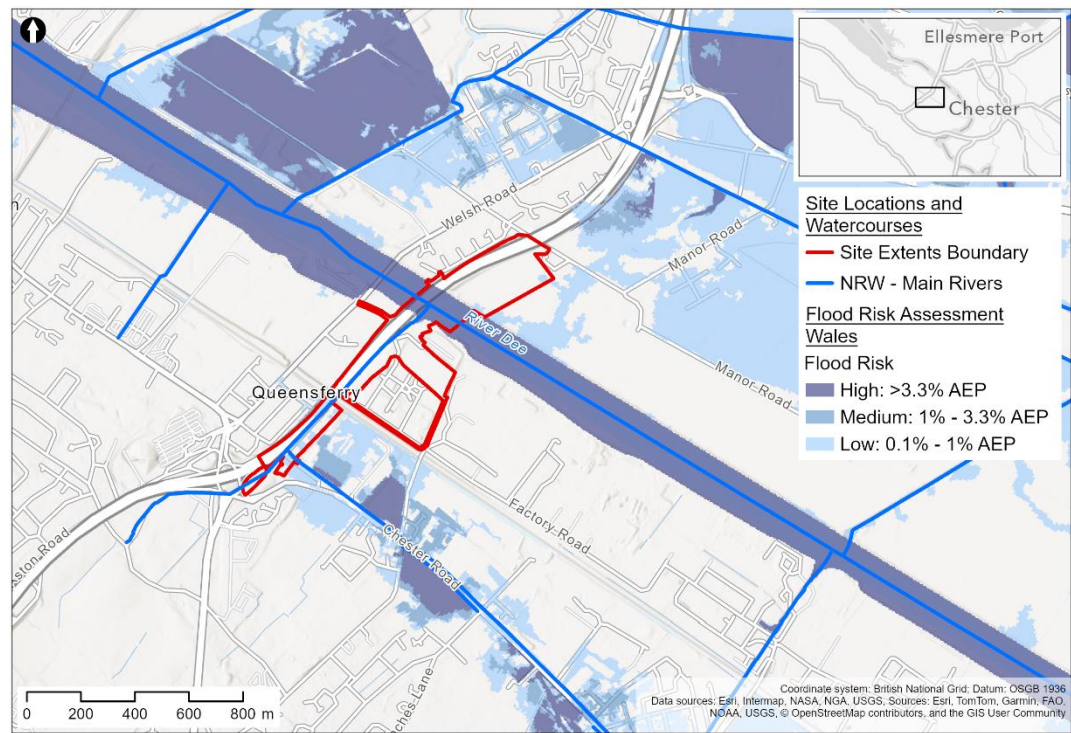 Ellesmere Port
Chester
Site Locations and
Watercourses
Site Extents Boundary
NRW - Main Rivers
Flood Risk Assessment
Wales
Flood Risk
High: >3.3% AEP
Medium: 1% - 3.3% AEP
Low: 0.1% - 1% AEP
Welsh-Road
Manor-Road
River Dee
Manor-Road
Queensferry
Factory-Road
Chester-Road
0 200 400 600 800 m
Coordinate system: British National Grid; Datum: OSGB 1936
Data sources: Esri, Intermap, NASA, NGA, USGS, Sources: Esri, TomTom, Garmin, FAO,
NOAA, USGS, © OpenStreetMap contributors, and the GIS User Community